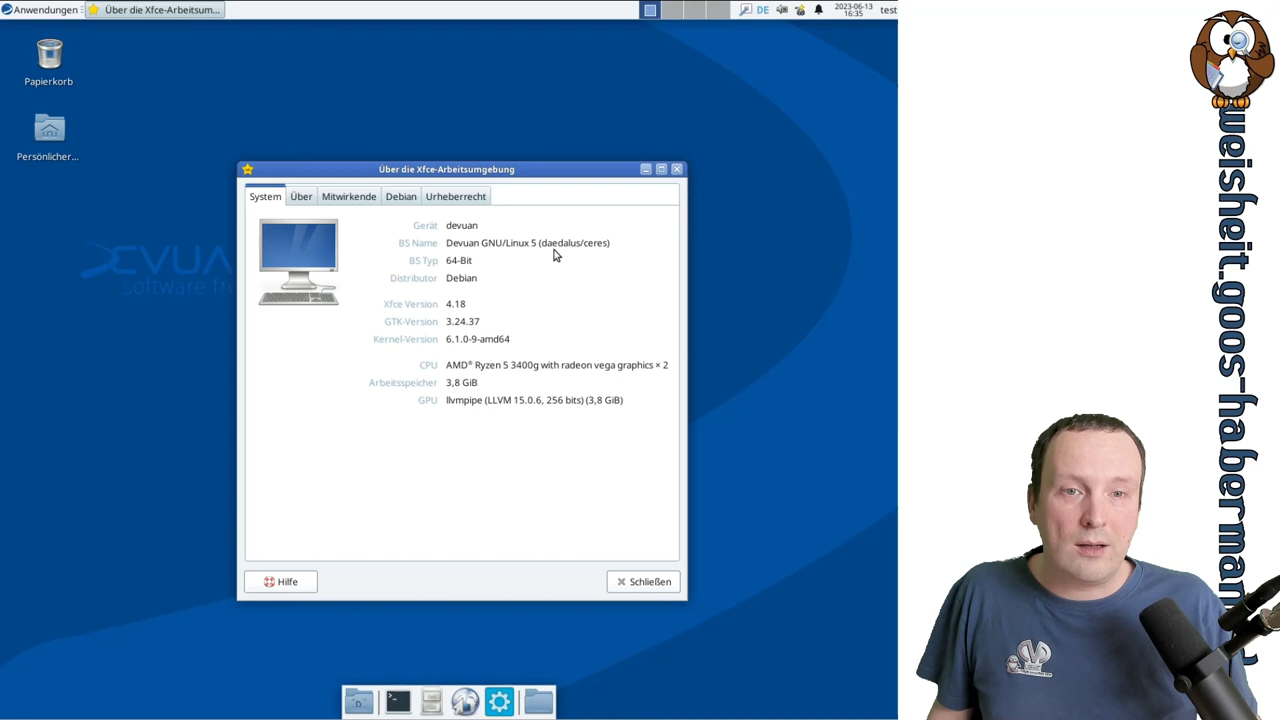 Anwendungen
Über die Xfce-Arbeitsum...
DE
2023-06-13
16:35
test
Papierkorb
Persönlicher...
DEVUA
software fre
Über die Xfce-Arbeitsumgebung
System
Über
Mitwirkende
Debian
Urheberrecht
Gerät devuan
BS Name Devuan GNU/Linux 5 (daedalus/ceres)
BS Typ 64-Bit
Distributor Debian
Xfce Version 4.18
GTK-Version 3.24.37
Kernel-Version 6.1.0-9-amd64
CPU AMD® Ryzen 5 3400g with radeon vega graphics × 2
Arbeitsspeicher 3,8 GiB
GPU llvmpipe (LLVM 15.0.6, 256 bits) (3,8 GiB)
Hilfe
Schließen
weisheit.goos-haberman